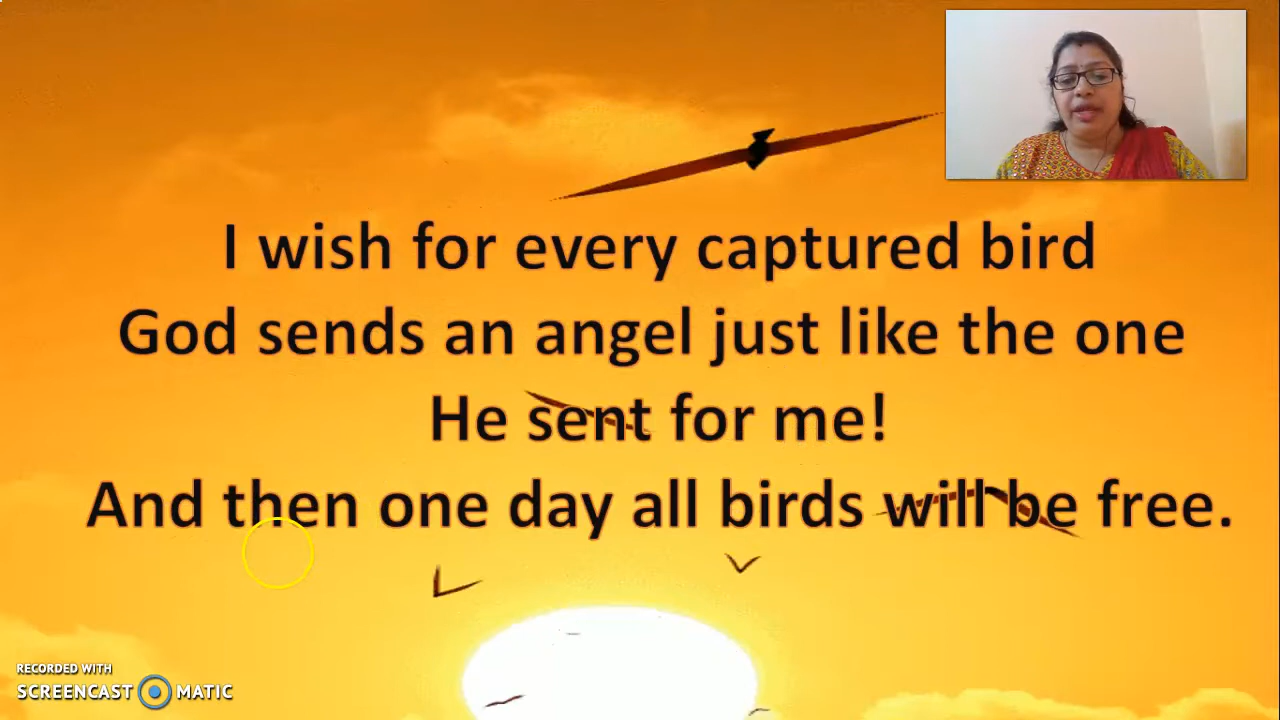 I wish for every captured bird
God sends an angel just like the one
He sent for me!
And then one day all birds will be free.
RECORDED WITH
SCREENCAST MATIC